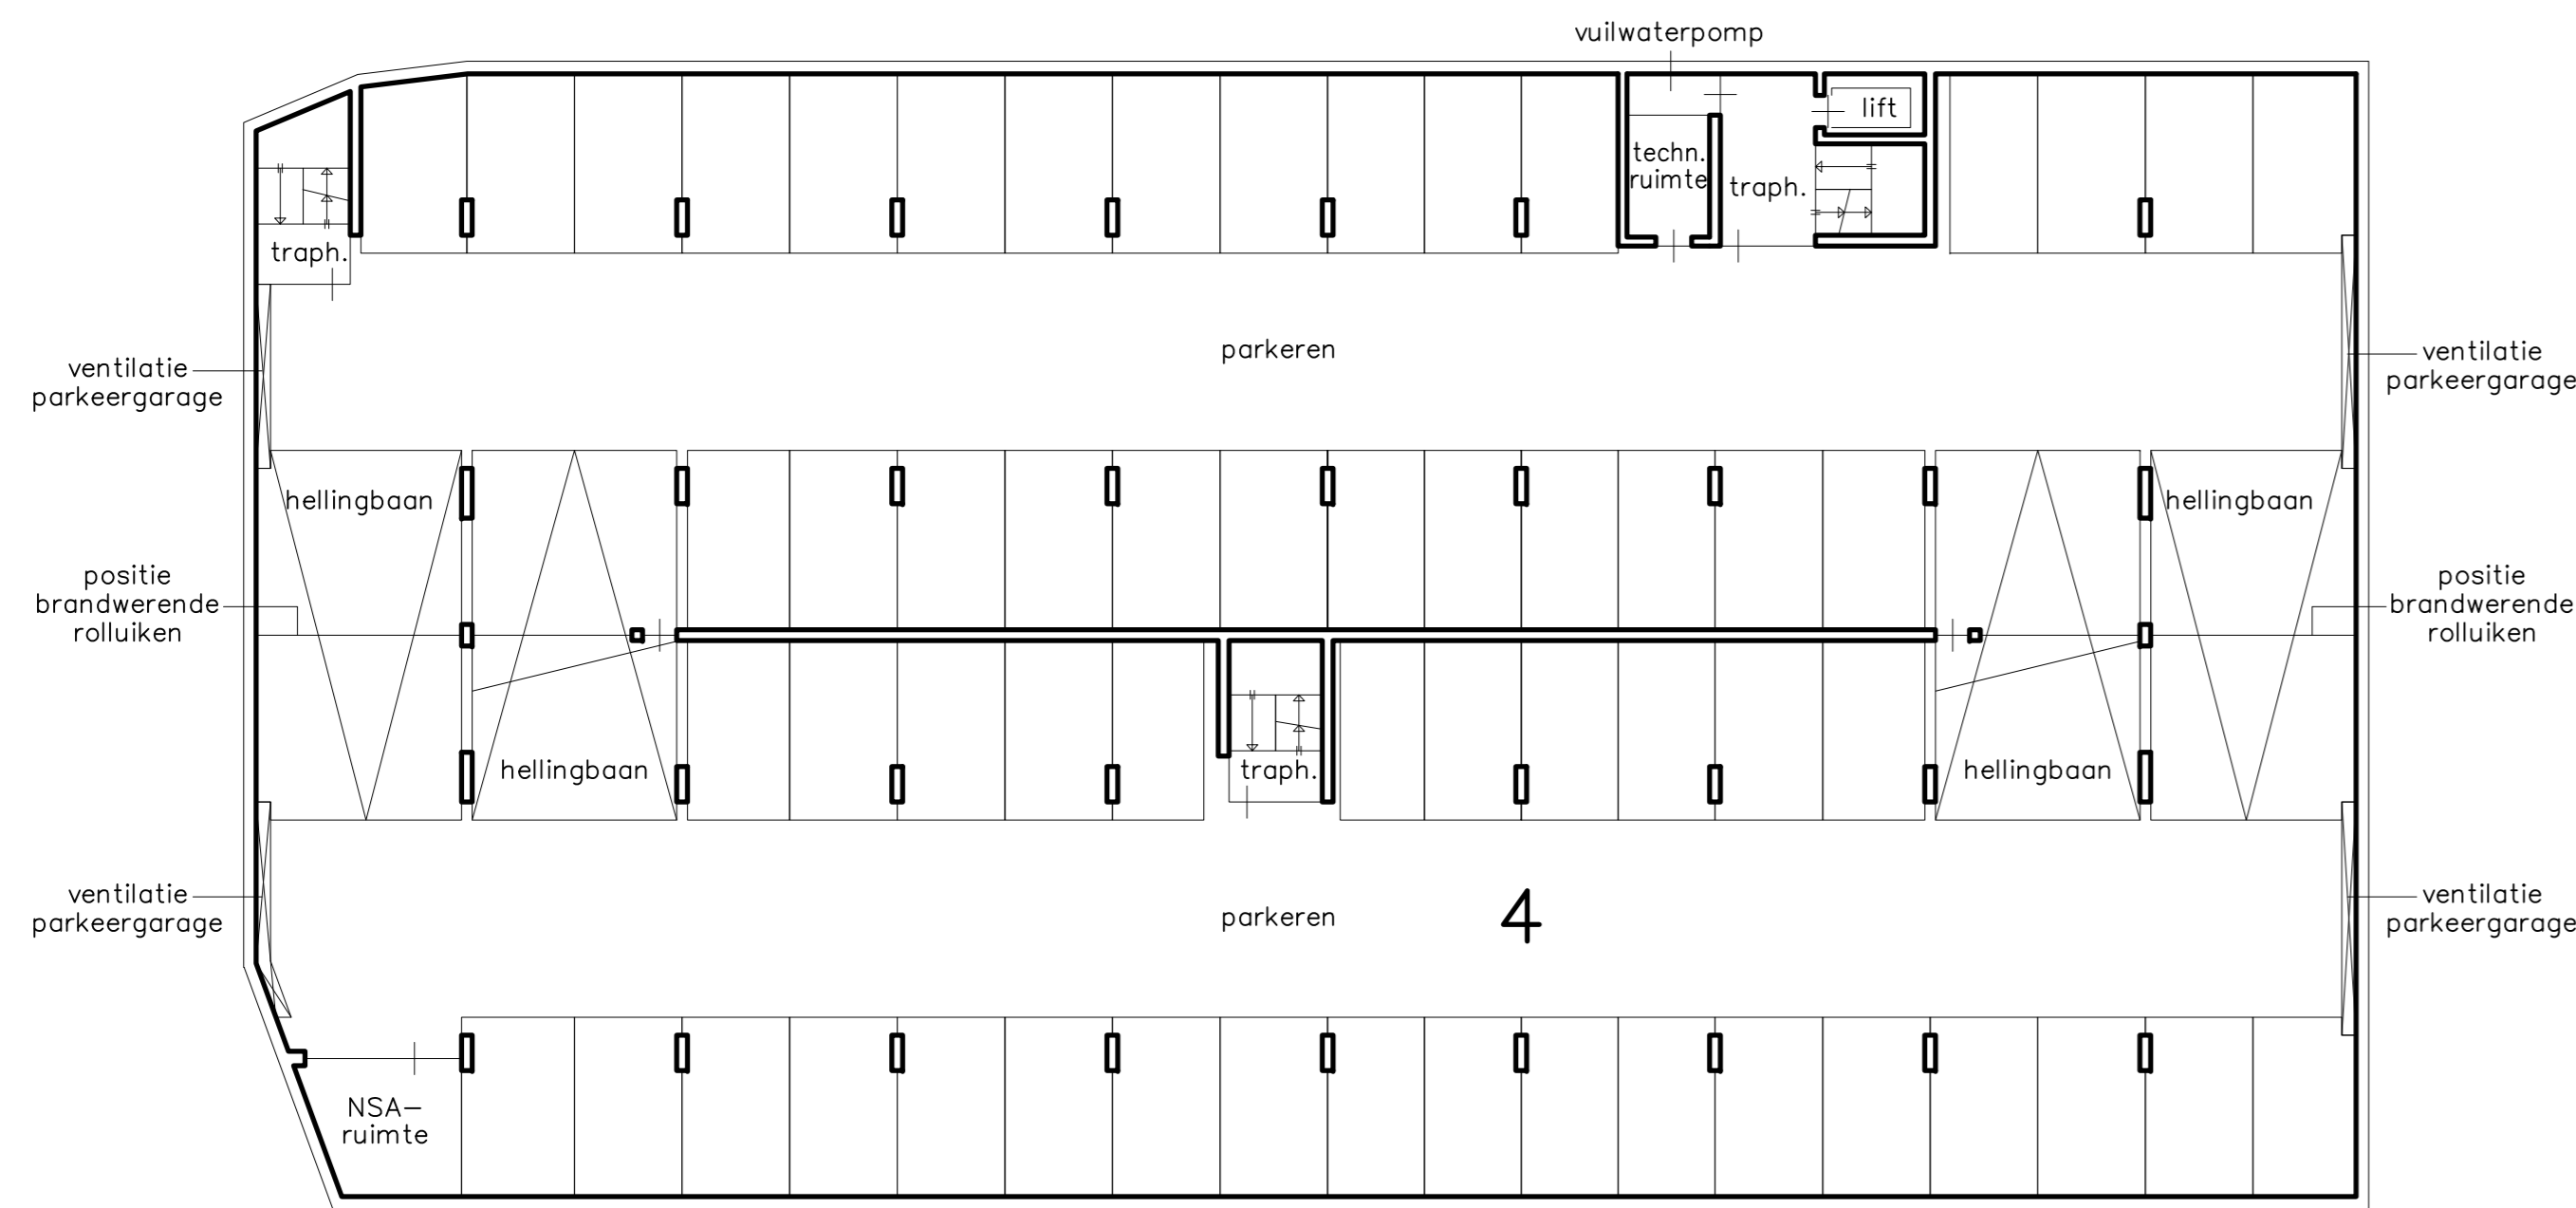 vuilwaterpomp
lift
techn.
ruimte
traph.
traph.
parkeren
ventilatie
parkeergarage
ventilatie
parkeergarage
hellingbaan
hellingbaan
positie
brandwerende
rolluiken
positie
brandwerende
rolluiken
hellingbaan
traph.
hellingbaan
ventilatie
parkeergarage
parkeren
4
ventilatie
parkeergarage
NSA-
ruimte